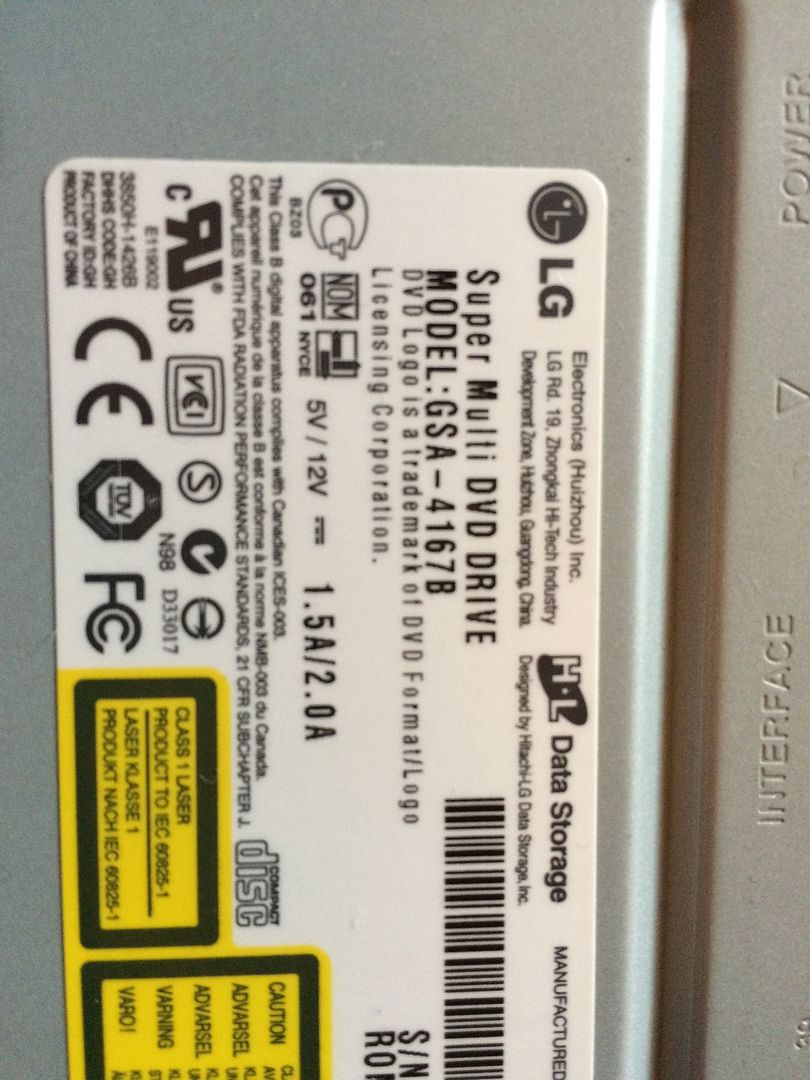 LG
Electronics (Huizhou) Inc.
LG Rd. 19, Zhongkai Hi-Tech Industry
Development Zone, Huizhou, Guangdong, China.
H·L Data Storage
Designed by Hitachi-LG Data Storage, Inc.
MANUFACTURED
Super Multi DVD DRIVE
MODEL:GSA-4167B
DVD Logo is a trademark of DVD Format/Logo
Licensing Corporation.
S/N
PC
NOM
BZ03
061
NYCE
5V / 12V
1.5A/2.0A
This Class B digital apparatus complies with Canadian ICES-003.
Cet appareil numérique de la classe B est conforme à la norme NMB-003 du Canada.
COMPLIES WITH FDA RADIATION PERFORMANCE STANDARDS, 21 CFR SUBCHAPTER J.
COMPACT
disc
c US ®
E119002
VCI
S
N98
D33017
3850H-1426B
DHHS CODE:GH
FACTORY ID:GH
PRODUCT OF CHINA
CE
TÜV
FC
CLASS 1 LASER
PRODUCT TO IEC 60825-1
LASER KLASSE 1
PRODUKT NACH IEC 60825-1
CAUTION
ADVARSEL
ADVARSEL
VARNING
VARO!
POWER
INTERFACE